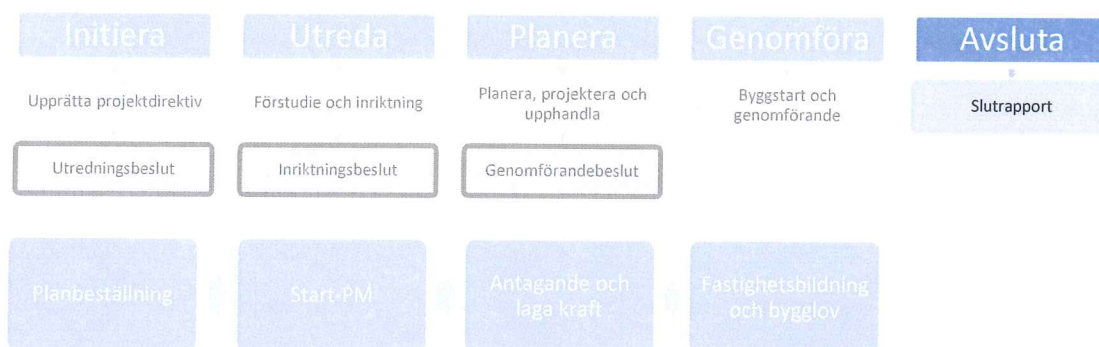 Initiera
Utreda
Planera
Genomföra
Avsluta
Upprätta projektdirektiv
Förstudie och inriktning
Planera, projektera och
upphandla
Byggstart och
genomförande
Slutrapport
Utredningsbeslut
Inriktningsbeslut
Genomförandebeslut
Planbeställning
Start-PM
Antagande och
laga kraft
Fastighetsbildning
och bygglov